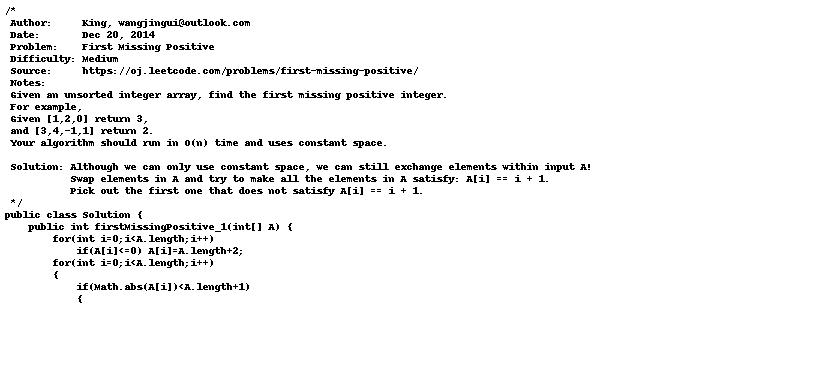 /*
 Author:     King, wangjingui@outlook.com
 Date:       Dec 20, 2014
 Problem:    First Missing Positive
 Difficulty: Medium
 Source:     https://oj.leetcode.com/problems/first-missing-positive/
 Notes:
 Given an unsorted integer array, find the first missing positive integer.
 For example,
 Given [1,2,0] return 3,
 and [3,4,-1,1] return 2.
 Your algorithm should run in O(n) time and uses constant space.

 Solution: Although we can only use constant space, we can still exchange elements within input A!
           Swap elements in A and try to make all the elements in A satisfy: A[i] == i + 1.
           Pick out the first one that does not satisfy A[i] == i + 1.
 */
public class Solution {
    public int firstMissingPositive_1(int[] A) {
        for(int i=0;i<A.length;i++)
            if(A[i]<=0) A[i]=A.length+2;
        for(int i=0;i<A.length;i++)
        {
            if(Math.abs(A[i])<A.length+1)
            {